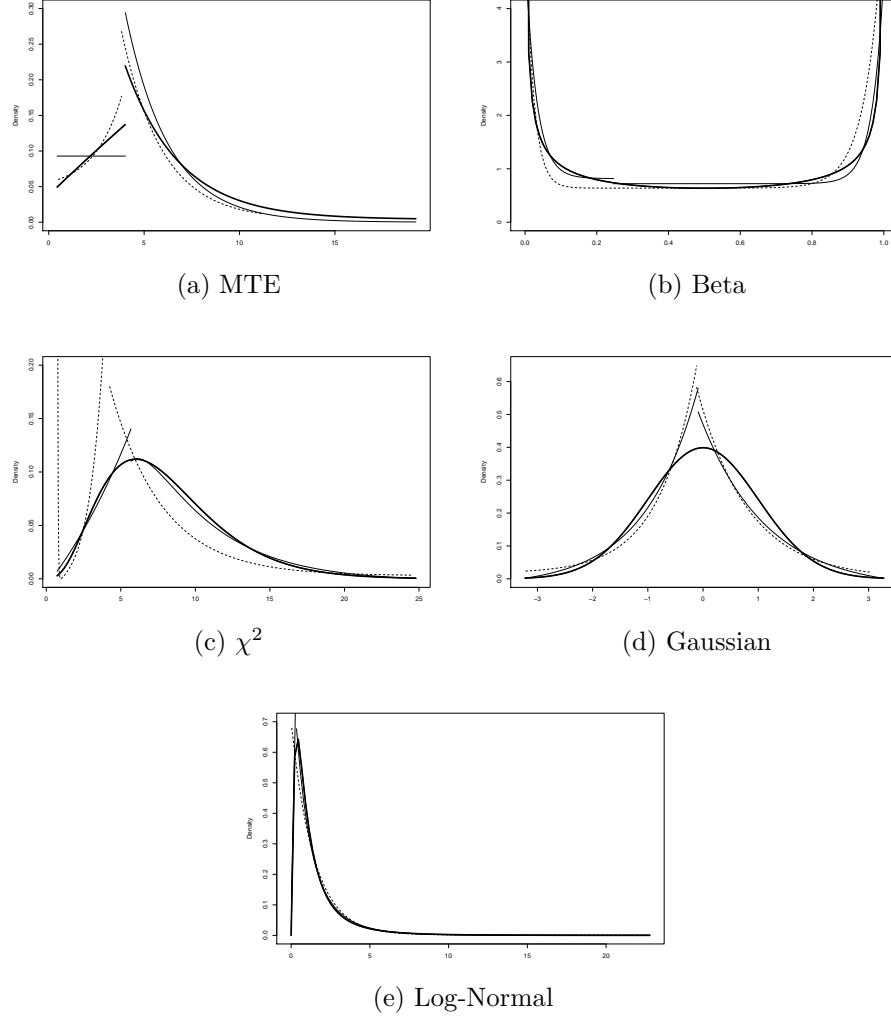 0.00 0.05 0.10 0.15 0.20 0.25 0.30
Density
0 5 10 15
(a) MTE
0 1 2 3 4
Density
0.0 0.2 0.4 0.6 0.8 1.0
(b) Beta
0.00 0.05 0.10 0.15 0.20
Density
0 5 10 15 20 25
(c) χ²
0.0 0.1 0.2 0.3 0.4 0.5 0.6
Density
−3 −2 −1 0 1 2 3
(d) Gaussian
0.0 0.1 0.2 0.3 0.4 0.5 0.6 0.7
Density
0 5 10 15 20
(e) Log-Normal